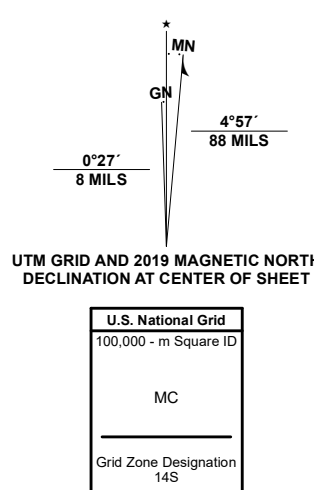 ★
MN
GN
4°57´
88 MILS
0°27´
8 MILS
UTM GRID AND 2019 MAGNETIC NORTH
DECLINATION AT CENTER OF SHEET
U.S. National Grid
100,000 - m Square ID
MC
Grid Zone Designation
14S